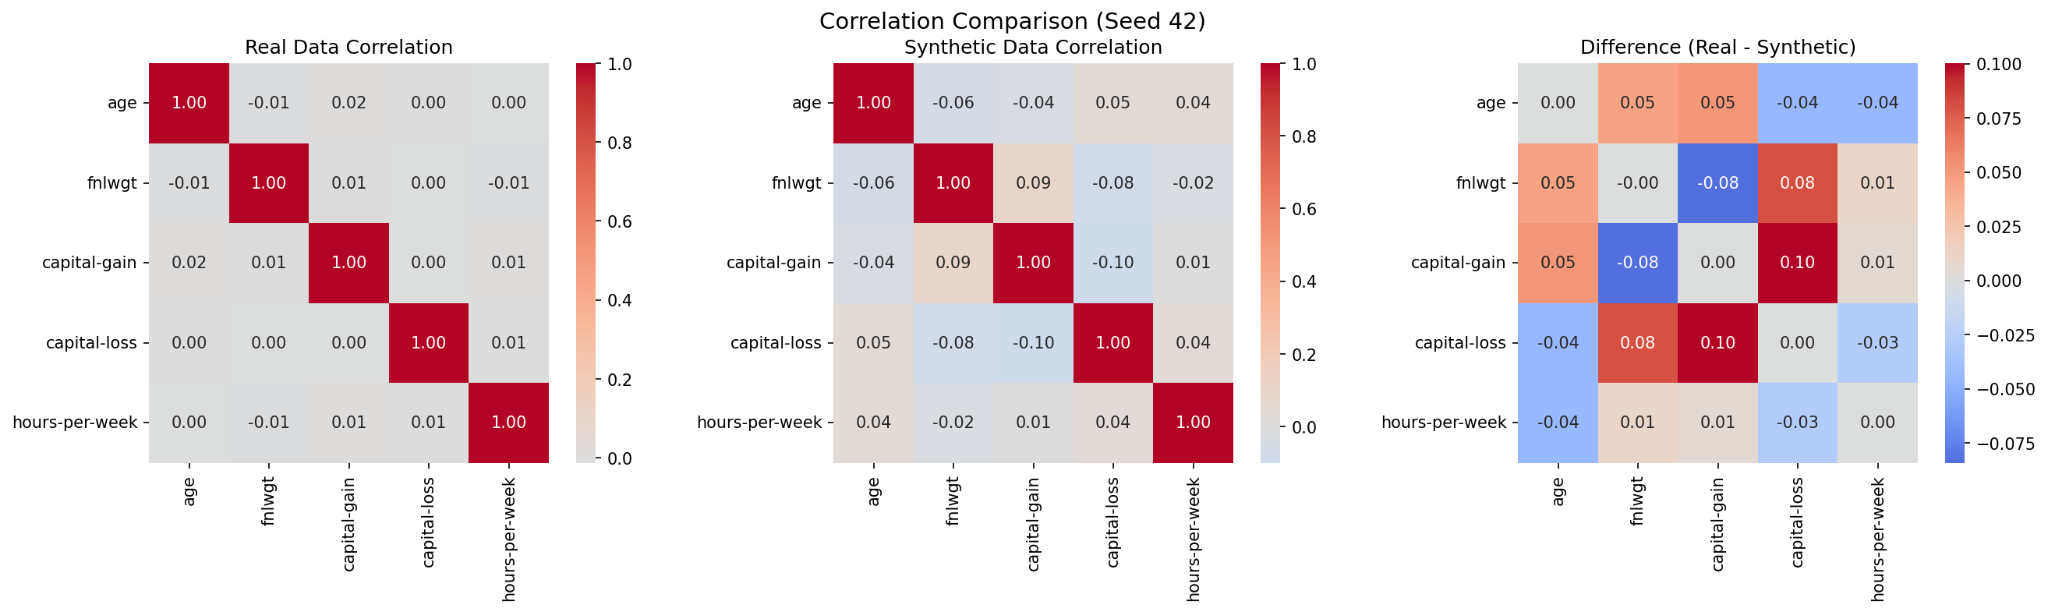 Correlation Comparison (Seed 42)
Real Data Correlation
age 1.00 -0.01 0.02 0.00 0.00
fnlwgt -0.01 1.00 0.01 0.00 -0.01
capital-gain 0.02 0.01 1.00 0.00 0.01
capital-loss 0.00 0.00 0.00 1.00 0.01
hours-per-week 0.00 -0.01 0.01 0.01 1.00
age fnlwgt capital-gain capital-loss hours-per-week
1.0
0.8
0.6
0.4
0.2
0.0
Synthetic Data Correlation
age 1.00 -0.06 -0.04 0.05 0.04
fnlwgt -0.06 1.00 0.09 -0.08 -0.02
capital-gain -0.04 0.09 1.00 -0.10 0.01
capital-loss 0.05 -0.08 -0.10 1.00 0.04
hours-per-week 0.04 -0.02 0.01 0.04 1.00
age fnlwgt capital-gain capital-loss hours-per-week
1.0
0.8
0.6
0.4
0.2
0.0
Difference (Real - Synthetic)
age 0.00 0.05 0.05 -0.04 -0.04
fnlwgt 0.05 -0.00 -0.08 0.08 0.01
capital-gain 0.05 -0.08 0.00 0.10 0.01
capital-loss -0.04 0.08 0.10 0.00 -0.03
hours-per-week -0.04 0.01 0.01 -0.03 0.00
age fnlwgt capital-gain capital-loss hours-per-week
0.100
0.075
0.050
0.025
0.000
−0.025
−0.050
−0.075